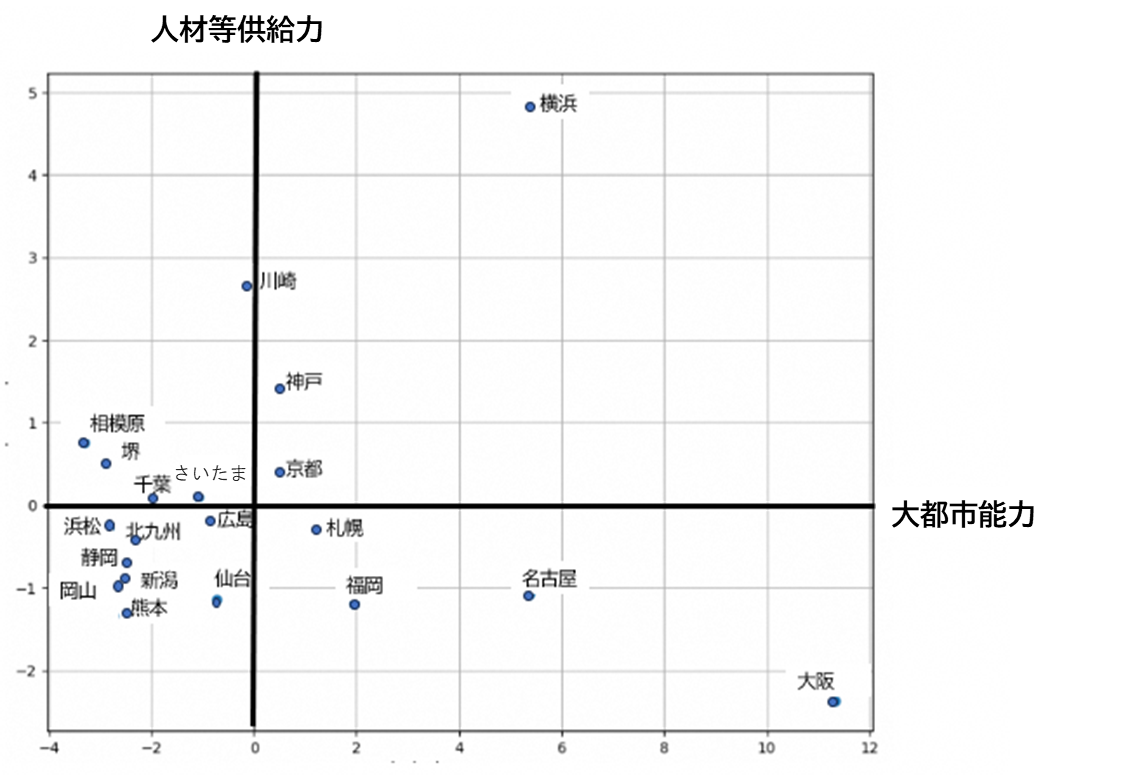 人材等供給力
5
横浜
4
3
川崎
2
神戸
1
相模原
堺
さいたま
京都
千葉
0
大都市能力
広島
浜松
北九州
札幌
静岡
新潟
仙台
福岡
名古屋
岡山
−1
熊本
−2
大阪
−4
−2
0
2
4
6
8
10
12